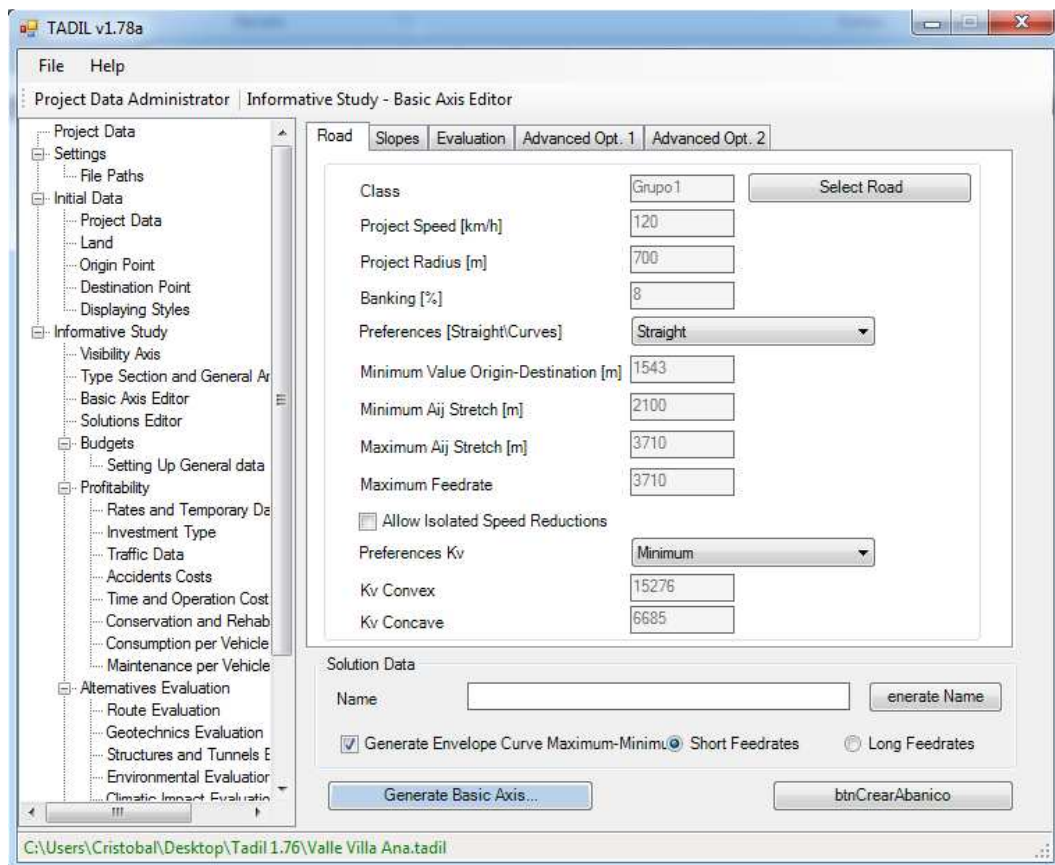 TADIL v1.78a
File Help
Project Data Administrator Informative Study - Basic Axis Editor
Project Data
Settings
File Paths
Initial Data
Project Data
Land
Origin Point
Destination Point
Displaying Styles
Informative Study
Visibility Axis
Type Section and General Ar
Basic Axis Editor
Solutions Editor
Budgets
Setting Up General data
Profitability
Rates and Temporary Da
Investment Type
Traffic Data
Accidents Costs
Time and Operation Cost
Conservation and Rehab
Consumption per Vehicle
Maintenance per Vehicle
Alternatives Evaluation
Route Evaluation
Geotechnics Evaluation
Structures and Tunnels E
Environmental Evaluation
Climatic Impact Evaluatio
Road Slopes Evaluation Advanced Opt. 1 Advanced Opt. 2
Class Grupo1 Select Road
Project Speed [km/h] 120
Project Radius [m] 700
Banking [%] 8
Preferences [Straight\Curves] Straight
Minimum Value Origin-Destination [m] 1543
Minimum Aij Stretch [m] 2100
Maximum Aij Stretch [m] 3710
Maximum Feedrate 3710
Allow Isolated Speed Reductions
Preferences Kv Minimum
Kv Convex 15276
Kv Concave 6685
Solution Data
Name enerate Name
Generate Envelope Curve Maximum-Minimu Short Feedrates Long Feedrates
Generate Basic Axis... btnCrearAbanico
C:\Users\Cristobal\Desktop\Tadil 1.76\Valle Villa Ana.tadil